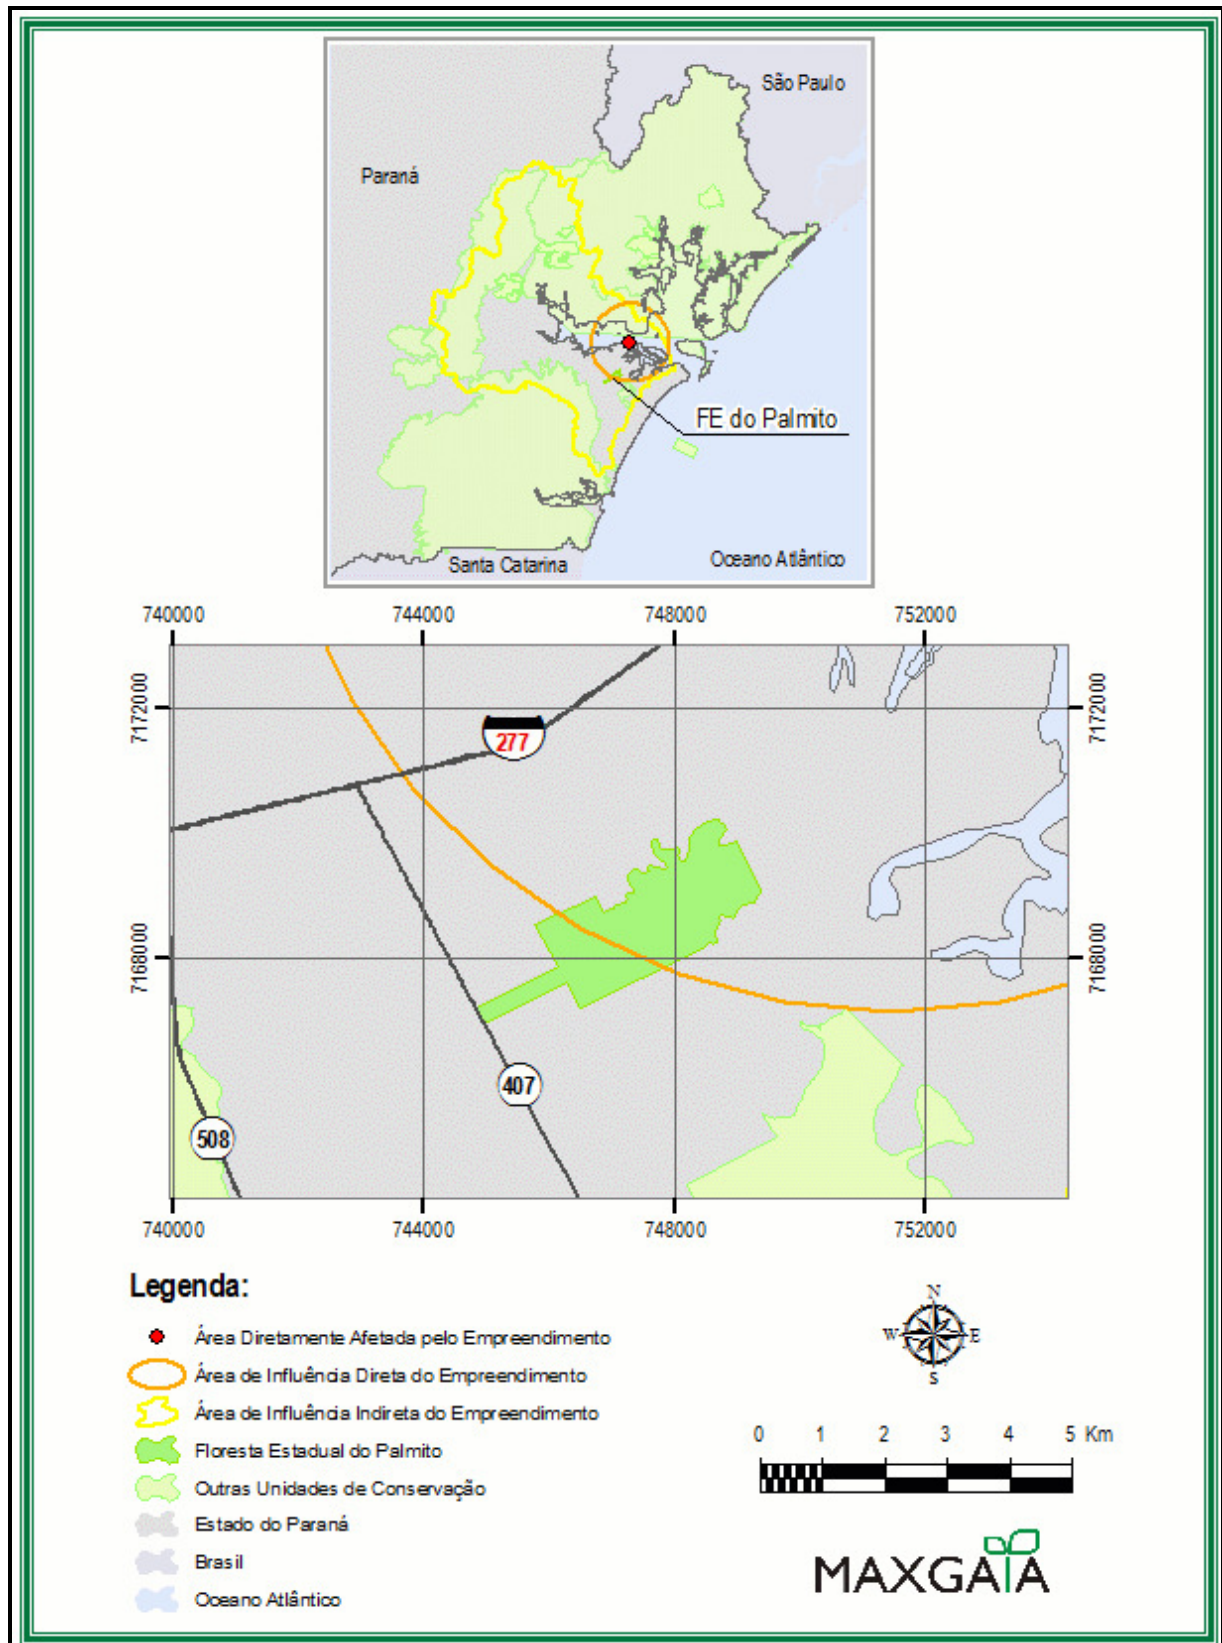 São Paulo
Paraná
FE do Palmito
Oceano Atlântico
Santa Catarina
740000 744000 748000 752000
7172000 7172000
277
7168000 7168000
407
508
740000 744000 748000 752000
Legenda:
Área Diretamente Afetada pelo Empreendimento
Área de Influência Direta do Empreendimento
Área de Influência Indireta do Empreendimento
Floresta Estadual do Palmito
Outras Unidades de Conservação
Estado do Paraná
Brasil
Oceano Atlântico
N
W E
S
0 1 2 3 4 5 Km
MAXGAIA